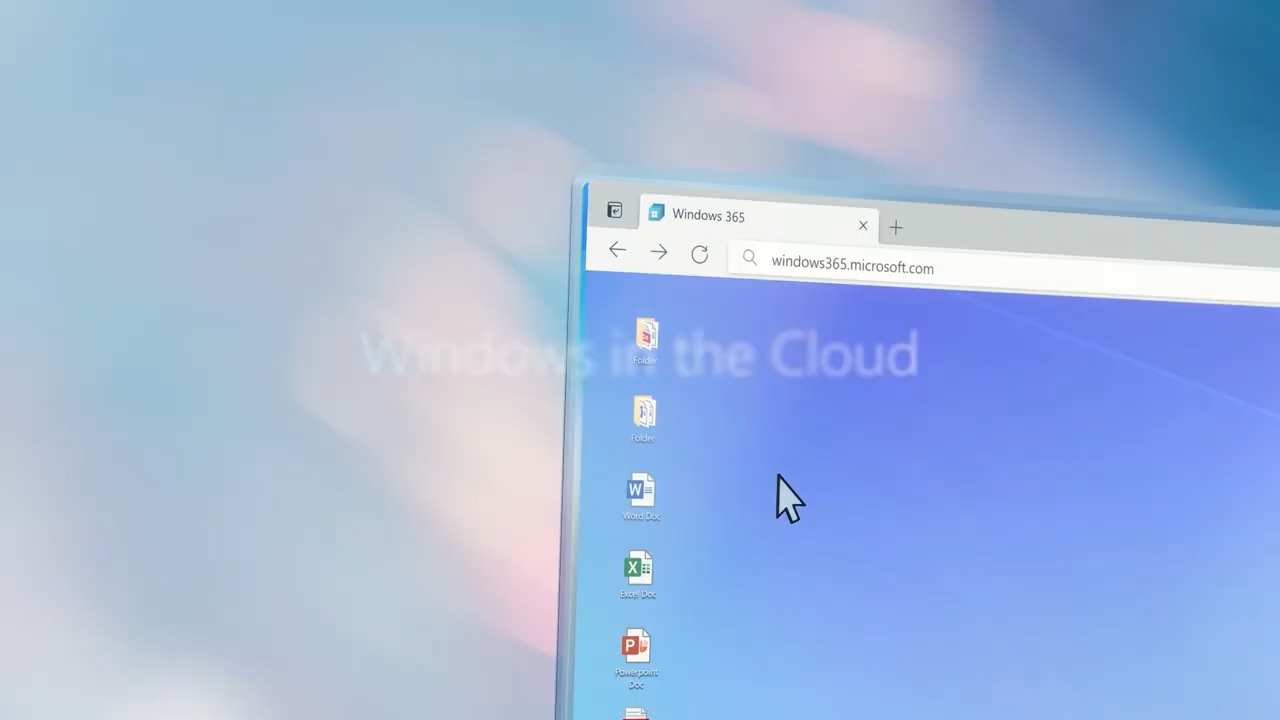 Windows 365
windows365.microsoft.com
Windows in the Cloud
Folder
Folder
W
Word Doc
X
Excel Doc
P
Powerpoint
Doc